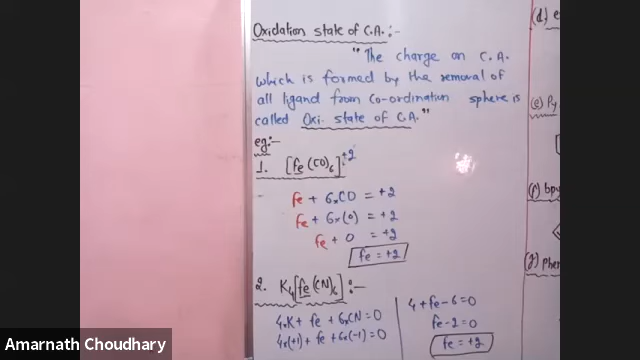 Oxidation state of C.A.:-
"The charge on C.A.
which is formed by the removal of
all ligand from co-ordination sphere is
called Oxi. state of C.A."
eg:-
1. [fe(CO)6]+2
fe + 6×CO = +2
fe + 6×(0) = +2
fe + 0 = +2
fe = +2
2. K4[fe(CN)6] :-
4×K + fe + 6×CN = 0
4×(+1) + fe + 6×(-1) = 0
4 + fe - 6 = 0
fe - 2 = 0
fe = +2
(d)
(e) Py
(f) bpy
(g) Phen
Amarnath Choudhary